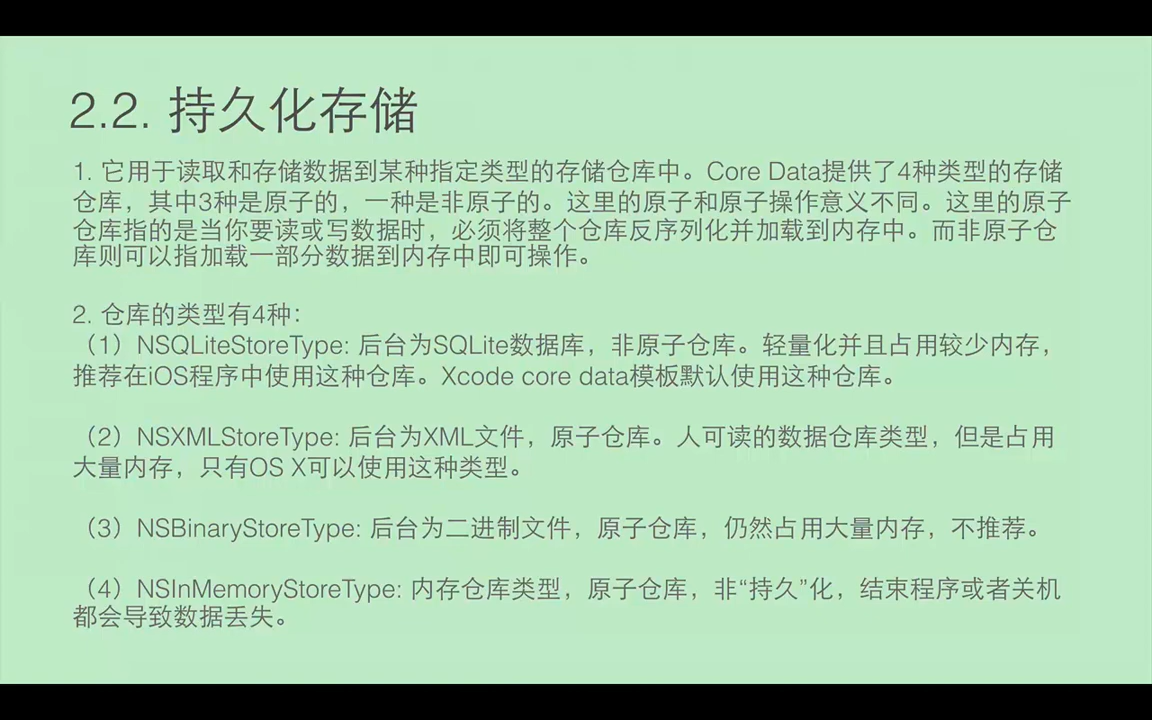 2.2. 持久化存储
1. 它用于读取和存储数据到某种指定类型的存储仓库中。Core Data提供了4种类型的存储
仓库，其中3种是原子的，一种是非原子的。这里的原子和原子操作意义不同。这里的原子
仓库指的是当你要读或写数据时，必须将整个仓库反序列化并加载到内存中。而非原子仓
库则可以指加载一部分数据到内存中即可操作。
2. 仓库的类型有4种：
（1）NSQLiteStoreType: 后台为SQLite数据库，非原子仓库。轻量化并且占用较少内存，
推荐在iOS程序中使用这种仓库。Xcode core data模板默认使用这种仓库。
（2）NSXMLStoreType: 后台为XML文件，原子仓库。人可读的数据仓库类型，但是占用
大量内存，只有OS X可以使用这种类型。
（3）NSBinaryStoreType: 后台为二进制文件，原子仓库，仍然占用大量内存，不推荐。
（4）NSInMemoryStoreType: 内存仓库类型，原子仓库，非“持久”化，结束程序或者关机
都会导致数据丢失。